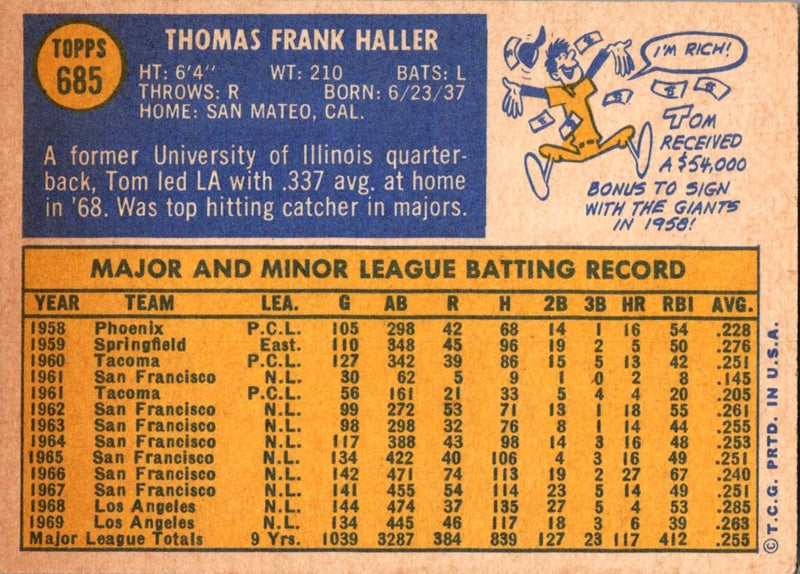 TOPPS
685
THOMAS FRANK HALLER
HT: 6'4" WT: 210 BATS: L
THROWS: R BORN: 6/23/37
HOME: SAN MATEO, CAL.
A former University of Illinois quarter-
back, Tom led LA with .337 avg. at home
in '68. Was top hitting catcher in majors.
I'M RICH!
TOM
RECEIVED
A $54,000
BONUS TO SIGN
WITH THE GIANTS
IN 1958!
MAJOR AND MINOR LEAGUE BATTING RECORD
YEAR TEAM LEA. G AB R H 2B 3B HR RBI AVG.
1958 Phoenix P.C.L. 105 298 42 68 14 1 16 54 .228
1959 Springfield East. 110 348 45 96 19 2 5 50 .276
1960 Tacoma P.C.L. 127 342 39 86 15 5 13 42 .251
1961 San Francisco N.L. 30 62 5 9 1 0 2 8 .145
1961 Tacoma P.C.L. 56 161 21 33 5 4 4 20 .205
1962 San Francisco N.L. 99 272 53 71 13 1 18 55 .261
1963 San Francisco N.L. 98 298 32 76 8 1 14 44 .255
1964 San Francisco N.L. 117 388 43 98 14 3 16 48 .253
1965 San Francisco N.L. 134 422 40 106 4 3 16 49 .251
1966 San Francisco N.L. 142 471 74 113 19 2 27 67 .240
1967 San Francisco N.L. 141 455 54 114 23 5 14 49 .251
1968 Los Angeles N.L. 144 474 37 135 27 5 4 53 .285
1969 Los Angeles N.L. 134 445 46 117 18 3 6 39 .263
Major League Totals 9 Yrs. 1039 3287 384 839 127 23 117 412 .255
© T.C.G. PRTD. IN U.S.A.